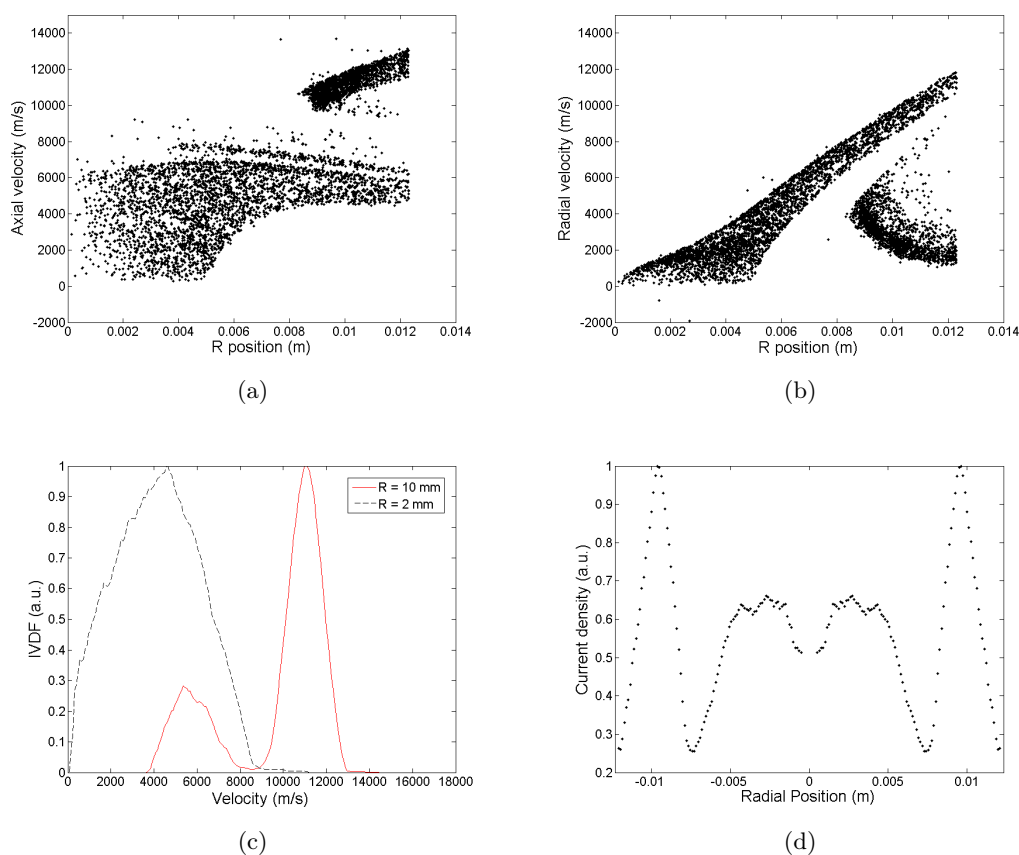 14000
12000
10000
8000
6000
4000
2000
0
-2000
Axial velocity (m/s)
0 0.002 0.004 0.006 0.008 0.01 0.012 0.014
R position (m)
(a)
14000
12000
10000
8000
6000
4000
2000
0
-2000
Radial velocity (m/s)
0 0.002 0.004 0.006 0.008 0.01 0.012 0.014
R position (m)
(b)
1
0.9
0.8
0.7
0.6
0.5
0.4
0.3
0.2
0.1
0
IVDF (a.u.)
R = 10 mm
R = 2 mm
0 2000 4000 6000 8000 10000 12000 14000 16000 18000
Velocity (m/s)
(c)
1
0.9
0.8
0.7
0.6
0.5
0.4
0.3
0.2
Current density (a.u.)
-0.01 -0.005 0 0.005 0.01
Radial Position (m)
(d)